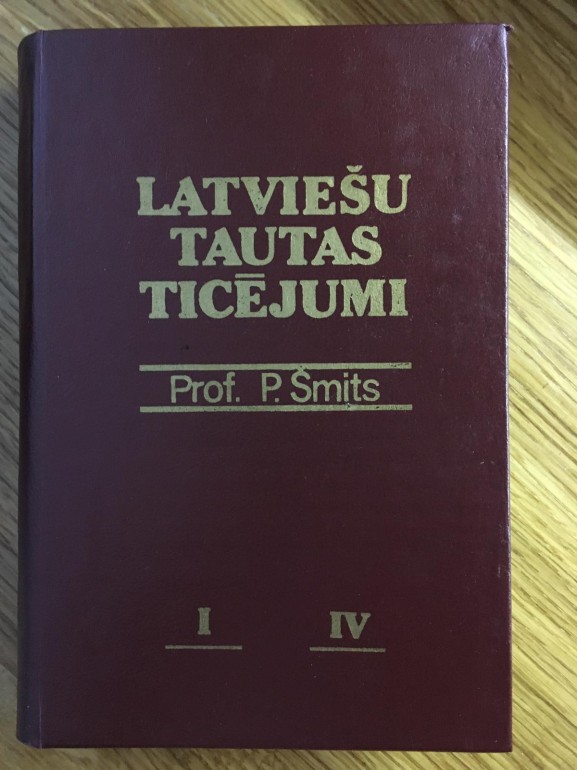 LATVIEŠU
TAUTAS
TICĒJUMI
Prof. P. Šmits
I IV